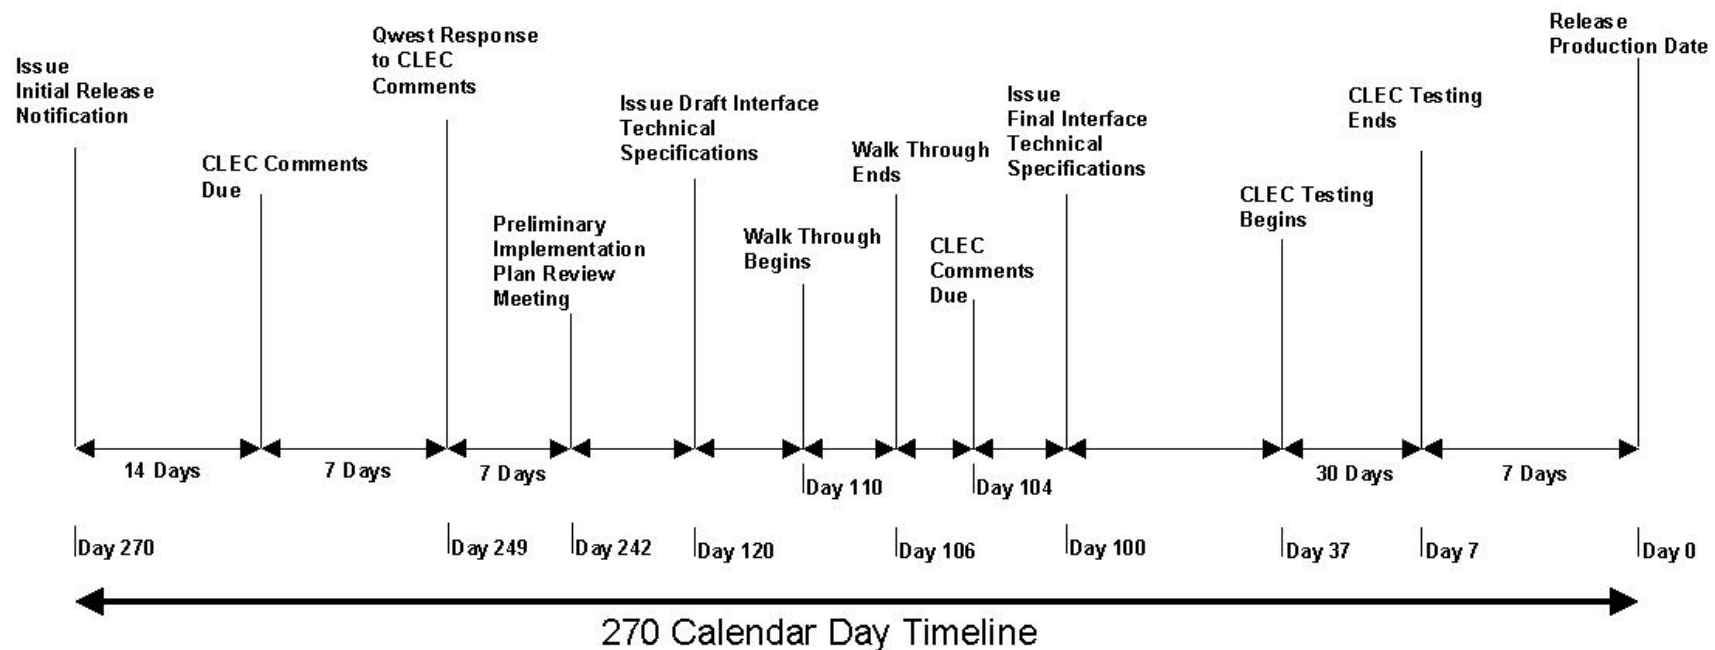 Issue
Initial Release
Notification
CLEC Comments
Due
Qwest Response
to CLEC
Comments
Preliminary
Implementation
Plan Review
Meeting
Issue Draft Interface
Technical
Specifications
Walk Through
Begins
Walk Through
Ends
CLEC
Comments
Due
Issue
Final Interface
Technical
Specifications
CLEC Testing
Begins
CLEC Testing
Ends
Release
Production Date
14 Days
7 Days
7 Days
30 Days
7 Days
Day 110
Day 104
Day 270
Day 249
Day 242
Day 120
Day 106
Day 100
Day 37
Day 7
Day 0
270 Calendar Day Timeline